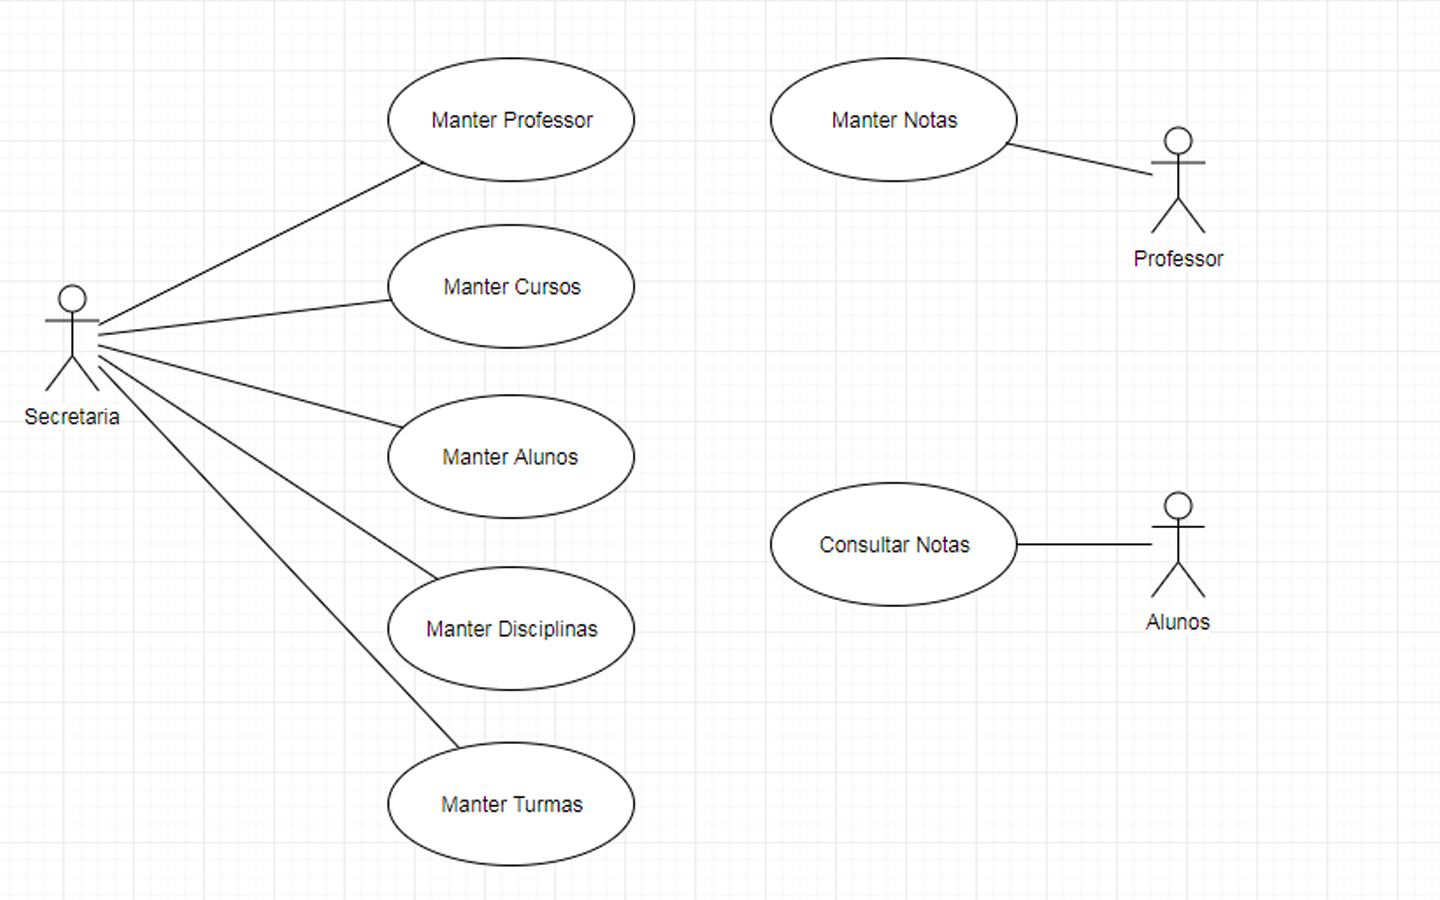 Manter Professor
Manter Notas
Professor
Manter Cursos
Secretaria
Manter Alunos
Consultar Notas
Alunos
Manter Disciplinas
Manter Turmas